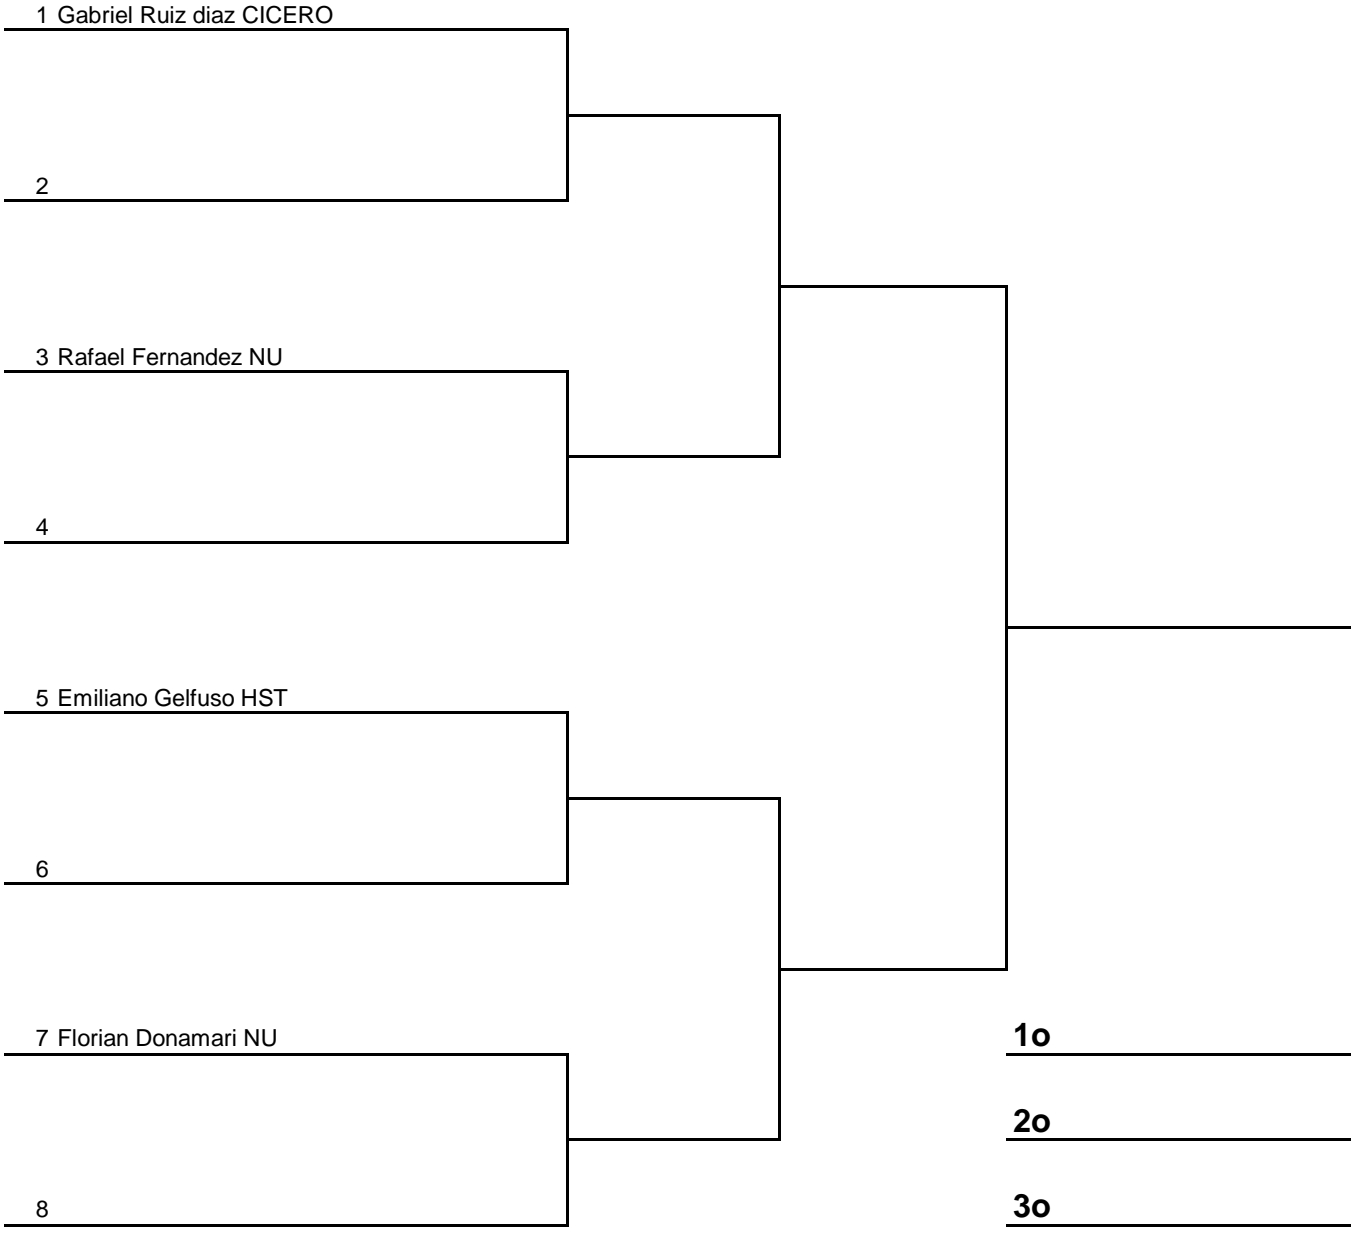 1 Gabriel Ruiz diaz CICERO
2
3 Rafael Fernandez NU
4
5 Emiliano Gelfuso HST
6
7 Florian Donamari NU
1o
2o
8
3o